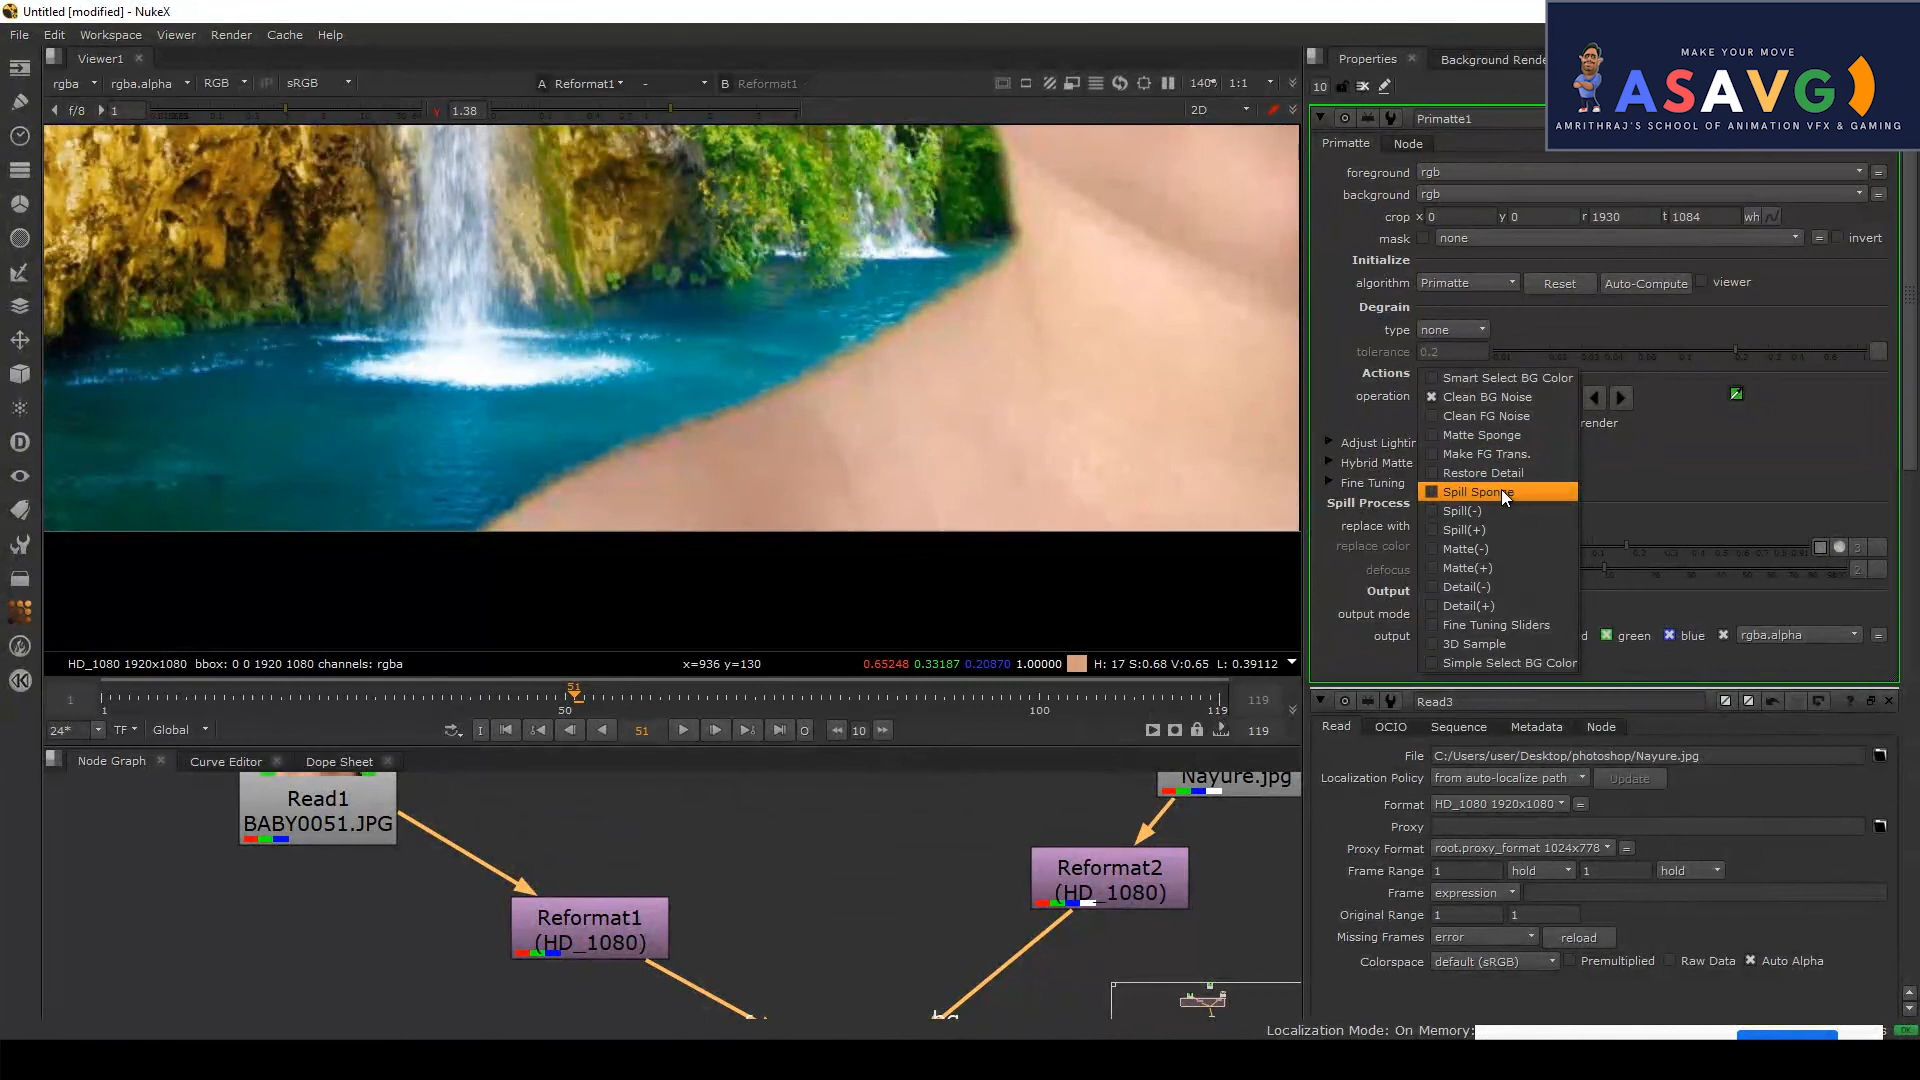 Untitled [modified] - NukeX
File Edit Workspace Viewer Render Cache Help
Viewer1
rgba rgba.alpha RGB IP sRGB A Reformat1 - B Reformat1 140% 1:1
f/8 1 γ 1.38 2D
HD_1080 1920x1080 bbox: 0 0 1920 1080 channels: rgba x=936 y=130 0.65248 0.33187 0.20870 1.00000 H: 17 S:0.68 V:0.65 L: 0.39112
1 51 119
1 50 100 119
24* TF Global I 51 O 10 119
Node Graph Curve Editor Dope Sheet
Read1
BABY0051.JPG
Reformat1
(HD_1080)
Nayure.jpg
Reformat2
(HD_1080)
bg
Properties Background Rende
10
MAKE YOUR MOVE
ASAVG
AMRITHRAJ'S SCHOOL OF ANIMATION VFX & GAMING
Primatte1
Primatte Node
foreground rgb =
background rgb =
crop x 0 y 0 r 1930 t 1084 wh
mask none = invert
Initialize
algorithm Primatte Reset Auto-Compute viewer
Degrain
type none
tolerance 0.2
Actions
operation
render
Adjust Lightir
Hybrid Matte
Fine Tuning
Spill Process
replace with
replace color 3
defocus 2
Output
output mode
output d green blue rgba.alpha =
Smart Select BG Color
Clean BG Noise
Clean FG Noise
Matte Sponge
Make FG Trans.
Restore Detail
Spill Sponge
Spill(-)
Spill(+)
Matte(-)
Matte(+)
Detail(-)
Detail(+)
Fine Tuning Sliders
3D Sample
Simple Select BG Color
Read3
Read OCIO Sequence Metadata Node
File C:/Users/user/Desktop/photoshop/Nayure.jpg
Localization Policy from auto-localize path Update
Format HD_1080 1920x1080 =
Proxy
Proxy Format root.proxy_format 1024x778 =
Frame Range 1 hold 1 hold
Frame expression
Original Range 1 1
Missing Frames error reload
Colorspace default (sRGB) Premultiplied Raw Data Auto Alpha
Localization Mode: On Memory: